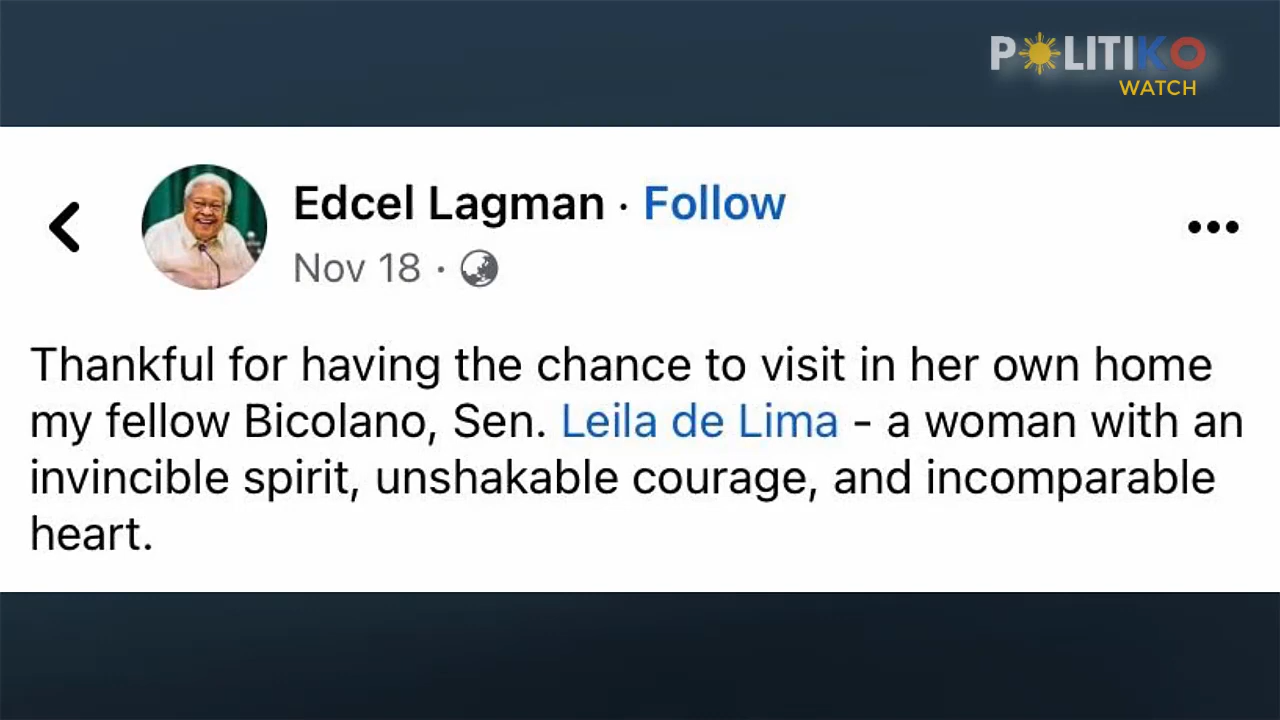 POLITIKO
WATCH
Edcel Lagman · Follow
Nov 18 ·
Thankful for having the chance to visit in her own home
my fellow Bicolano, Sen. Leila de Lima - a woman with an
invincible spirit, unshakable courage, and incomparable
heart.